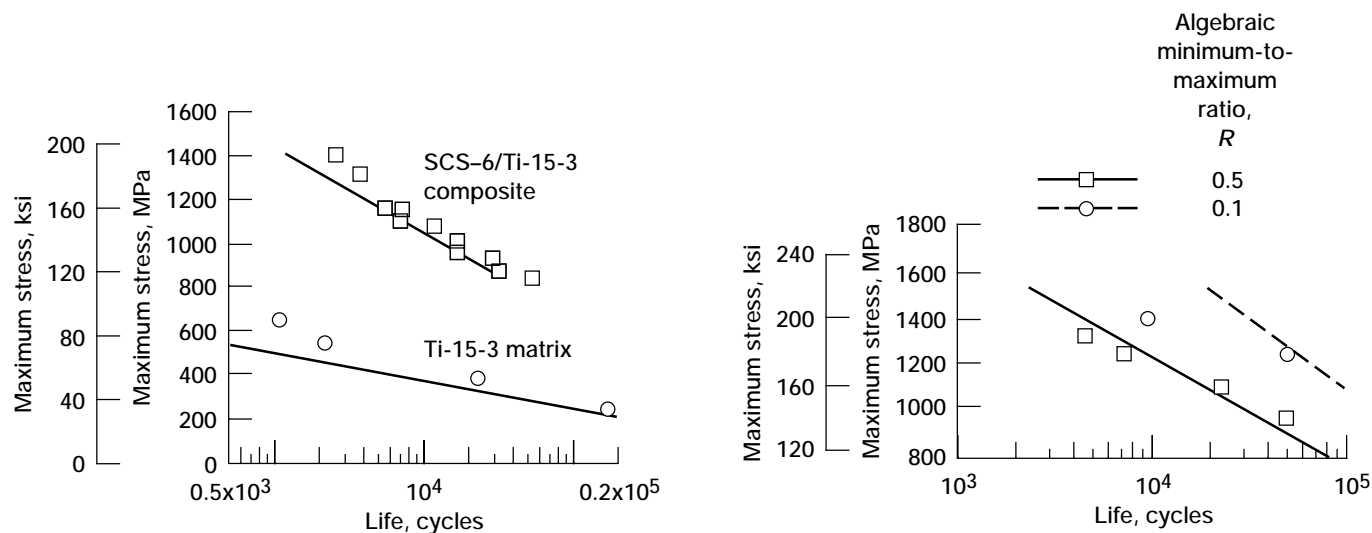 Maximum stress, ksi
200
160
120
80
40
0
Maximum stress, MPa
1600
1400
1200
1000
800
600
400
200
0
SCS–6/Ti-15-3
composite
Ti-15-3 matrix
0.5x10³
10⁴
0.2x10⁵
Life, cycles
Algebraic
minimum-to-
maximum
ratio,
R
0.5
0.1
Maximum stress, ksi
240
200
160
120
Maximum stress, MPa
1800
1600
1400
1200
1000
800
10³
10⁴
10⁵
Life, cycles